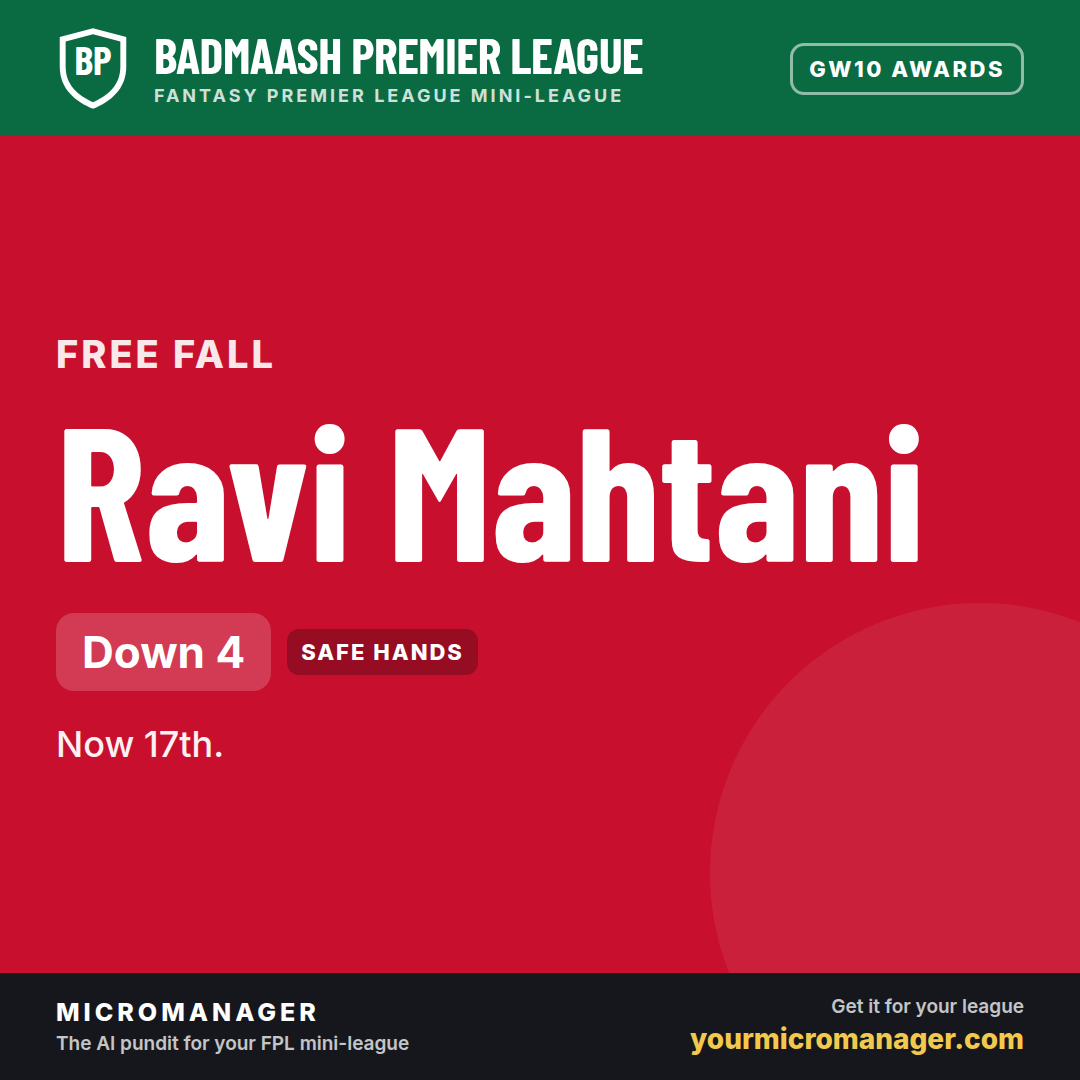 BP
BADMAASH PREMIER LEAGUE
FANTASY PREMIER LEAGUE MINI-LEAGUE
GW10 AWARDS
FREE FALL
Ravi Mahtani
Down 4
SAFE HANDS
Now 17th.
MICROMANAGER
The AI pundit for your FPL mini-league
Get it for your league
yourmicromanager.com